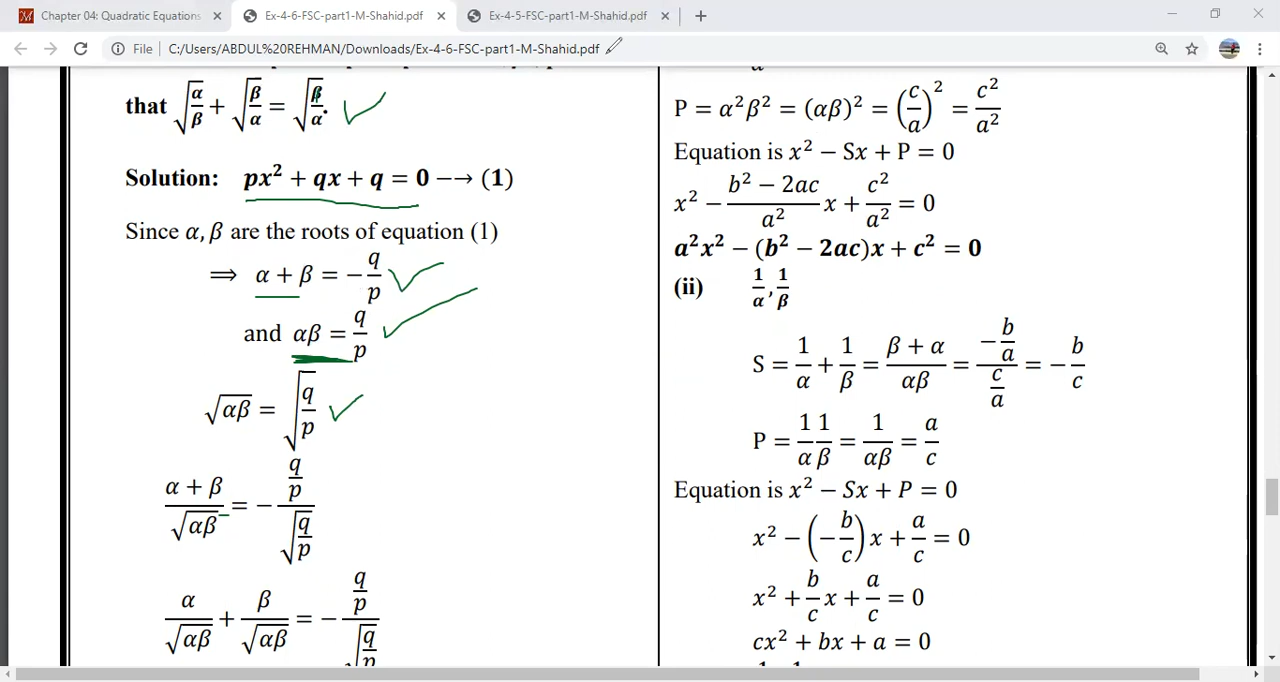 Chapter 04: Quadratic Equations
Ex-4-6-FSC-part1-M-Shahid.pdf
Ex-4-5-FSC-part1-M-Shahid.pdf
File
C:/Users/ABDUL%20REHMAN/Downloads/Ex-4-6-FSC-part1-M-Shahid.pdf
that √(α/β) + √(β/α) = √(β/α).
Solution: px² + qx + q = 0 −→ (1)
Since α, β are the roots of equation (1)
⟹ α + β = −q/p
and αβ = q/p
√(αβ) = √(q/p)
(α + β)/√(αβ) = −(q/p)/√(q/p)
α/√(αβ) + β/√(αβ) = −(q/p)/√(q/p)
P = α²β² = (αβ)² = (c/a)² = c²/a²
Equation is x² − Sx + P = 0
x² − (b² − 2ac)/a² x + c²/a² = 0
a²x² − (b² − 2ac)x + c² = 0
(ii) 1/α, 1/β
S = 1/α + 1/β = (β + α)/αβ = (−b/a)/(c/a) = −b/c
P = 1/α 1/β = 1/αβ = a/c
Equation is x² − Sx + P = 0
x² − (−b/c)x + a/c = 0
x² + b/c x + a/c = 0
cx² + bx + a = 0